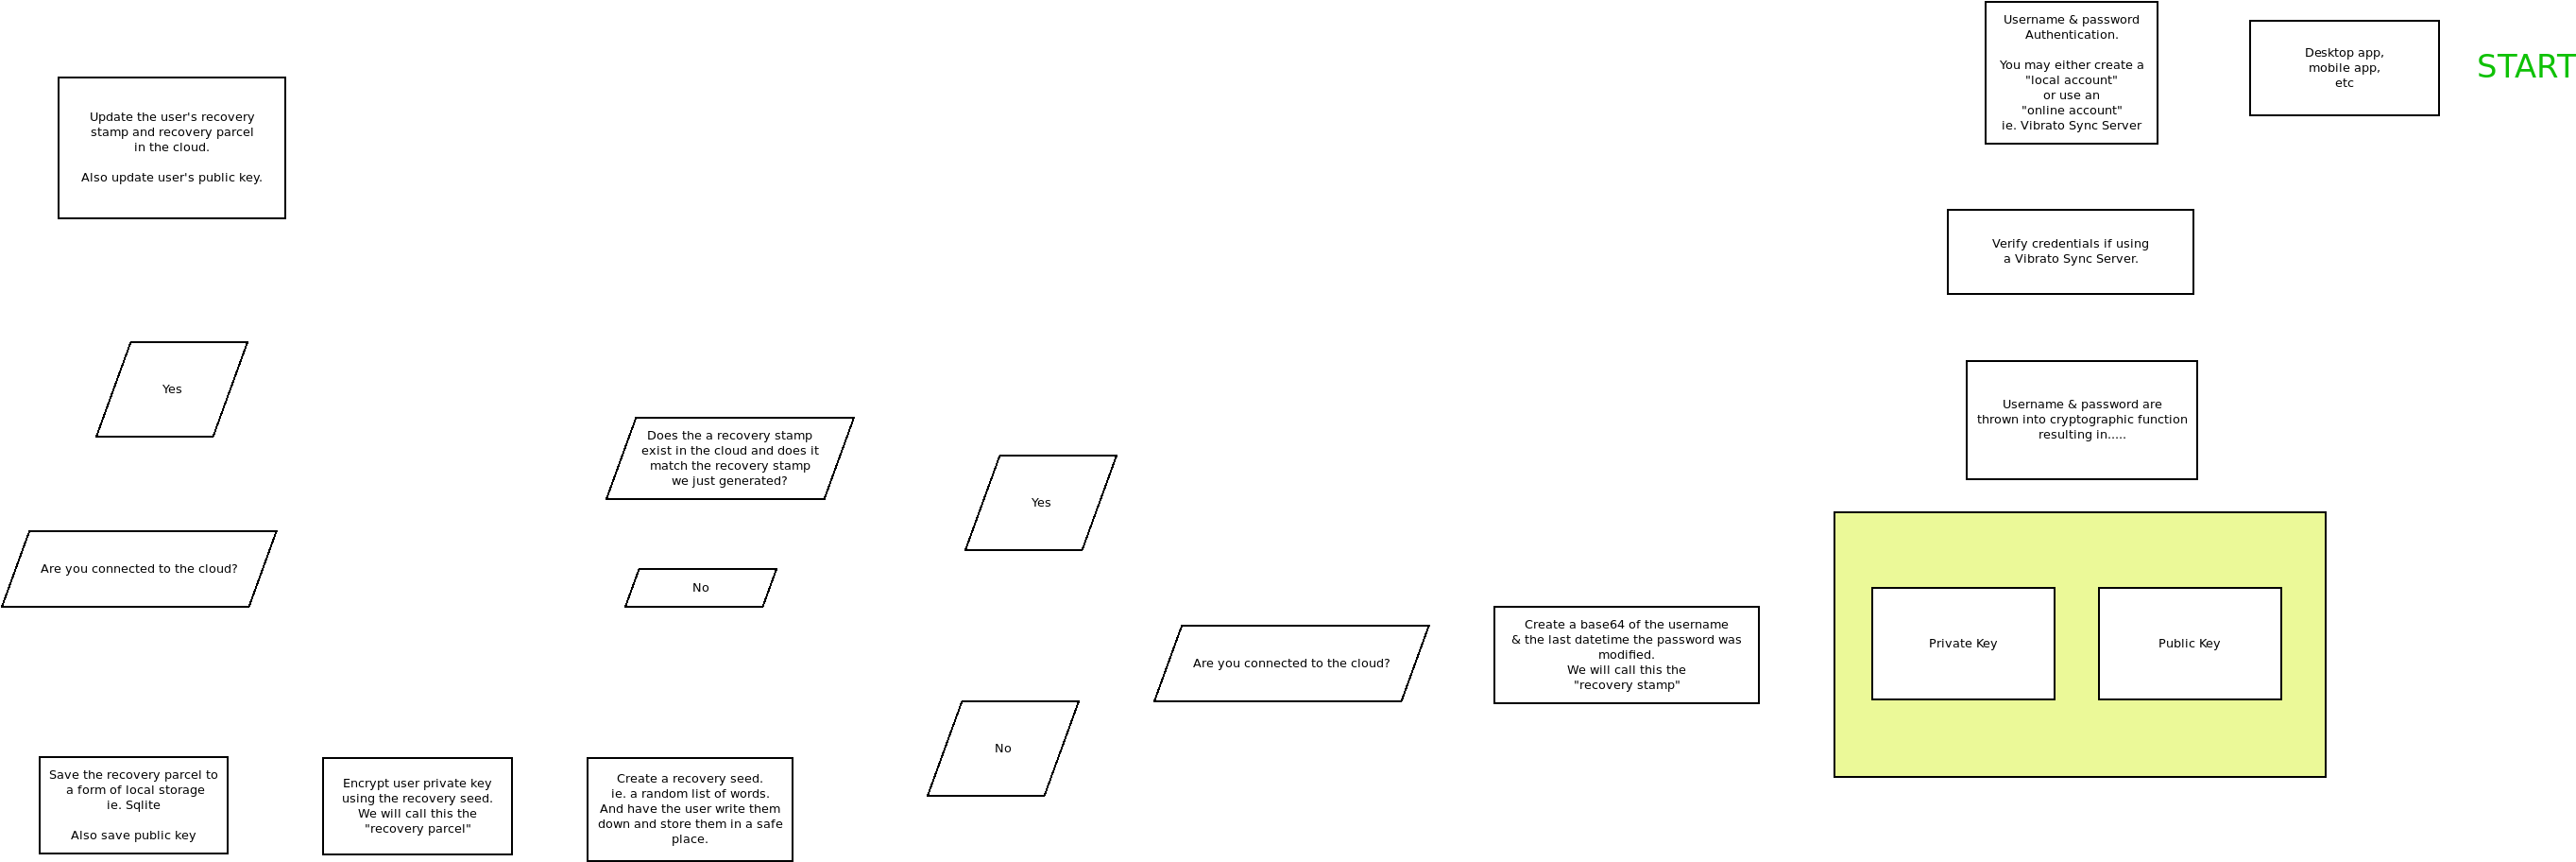 START
Desktop app,
mobile app,
etc
Username & password
Authentication.
You may either create a
"local account"
or use an
"online account"
ie. Vibrato Sync Server
Verify credentials if using
a Vibrato Sync Server.
Username & password are
thrown into cryptographic function
resulting in.....
Private Key
Public Key
Create a base64 of the username
& the last datetime the password was
modified.
We will call this the
"recovery stamp"
Are you connected to the cloud?
Yes
No
Does the a recovery stamp
exist in the cloud and does it
match the recovery stamp
we just generated?
No
Create a recovery seed.
ie. a random list of words.
And have the user write them
down and store them in a safe
place.
Encrypt user private key
using the recovery seed.
We will call this the
"recovery parcel"
Save the recovery parcel to
a form of local storage
ie. Sqlite
Also save public key
Are you connected to the cloud?
Yes
Update the user's recovery
stamp and recovery parcel
in the cloud.
Also update user's public key.